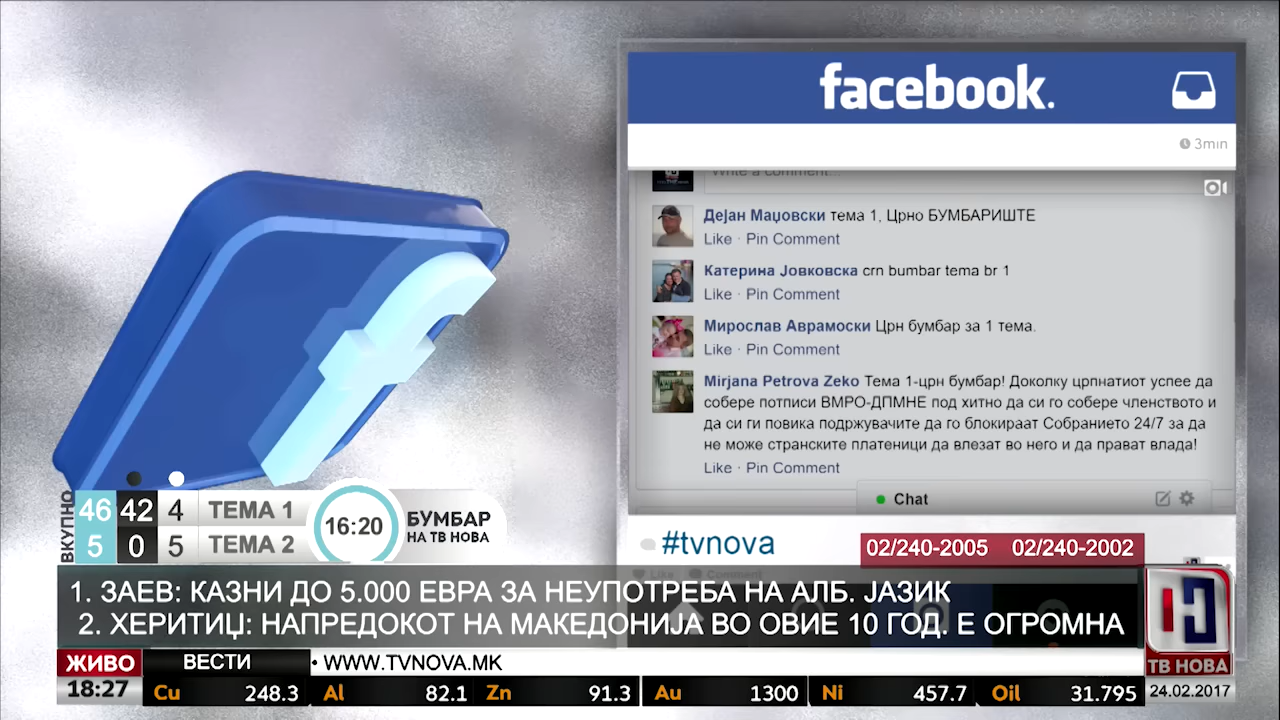 facebook.
3min
Write a comment...
Дејан Маџовски тема 1, Црно БУМБАРИШТЕ
Like · Pin Comment
Катерина Јовковска crn bumbar tema br 1
Like · Pin Comment
Мирослав Аврамоски Црн бумбар за 1 тема.
Like · Pin Comment
Mirjana Petrova Zeko Тема 1-црн бумбар! Доколку црпнатиот успее да
собере потписи ВМРО-ДПМНЕ под хитно да си го собере членството и
да си ги повика подржувачите да го блокираат Собранието 24/7 за да
не може странските платеници да влезат во него и да прават влада!
Like · Pin Comment
Chat
ВКУПНО
46 42 4 ТЕМА 1
5 0 5 ТЕМА 2
16:20
БУМБАР
НА ТВ НОВА
#tvnova
02/240-2005 02/240-2002
Like Comment
1. ЗАЕВ: КАЗНИ ДО 5.000 ЕВРА ЗА НЕУПОТРЕБА НА АЛБ. ЈАЗИК
2. ХЕРИТИЏ: НАПРЕДОКОТ НА МАКЕДОНИЈА ВО ОВИЕ 10 ГОД. Е ОГРОМНА
ЖИВО ВЕСТИ • WWW.TVNOVA.MK
ТВ НОВА
18:27 Cu 248.3 Al 82.1 Zn 91.3 Au 1300 Ni 457.7 Oil 31.795 24.02.2017